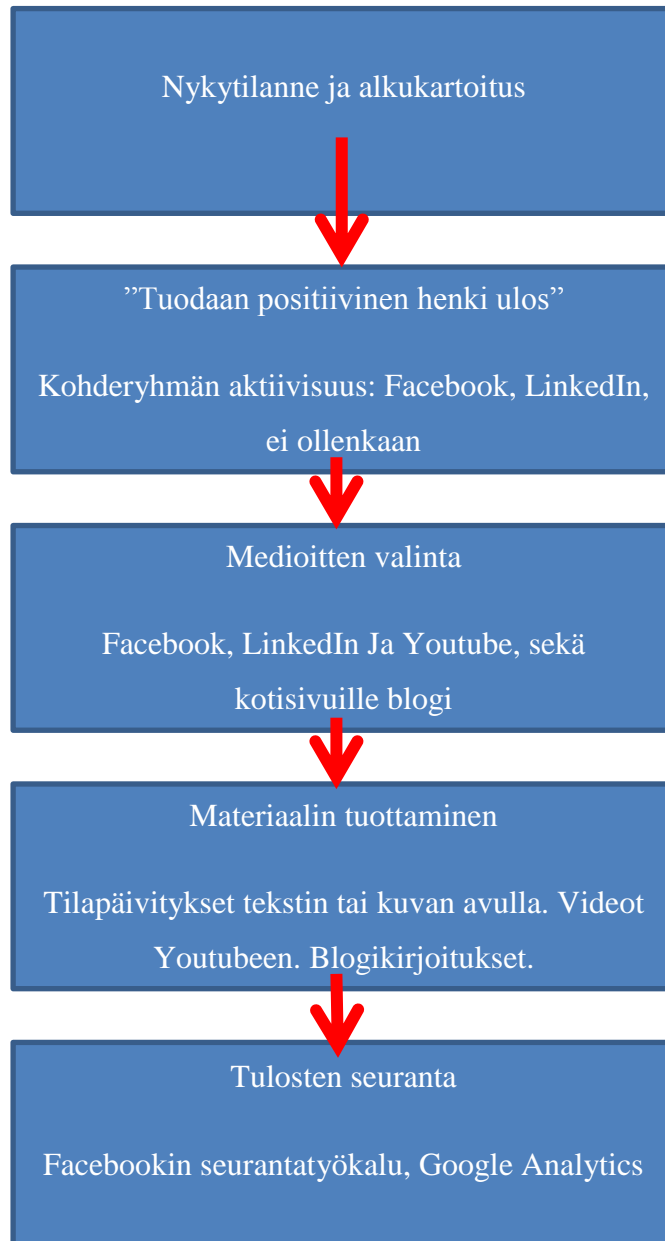 Nykytilanne ja alkukartoitus
”Tuodaan positiivinen henki ulos”
Kohderyhmän aktiivisuus: Facebook, LinkedIn,
ei ollenkaan
Medioitten valinta
Facebook, LinkedIn Ja Youtube, sekä
kotisivuille blogi
Materiaalin tuottaminen
Tilapäivitykset tekstin tai kuvan avulla. Videot
Youtubeen. Blogikirjoitukset.
Tulosten seuranta
Facebookin seurantatyökalu, Google Analytics